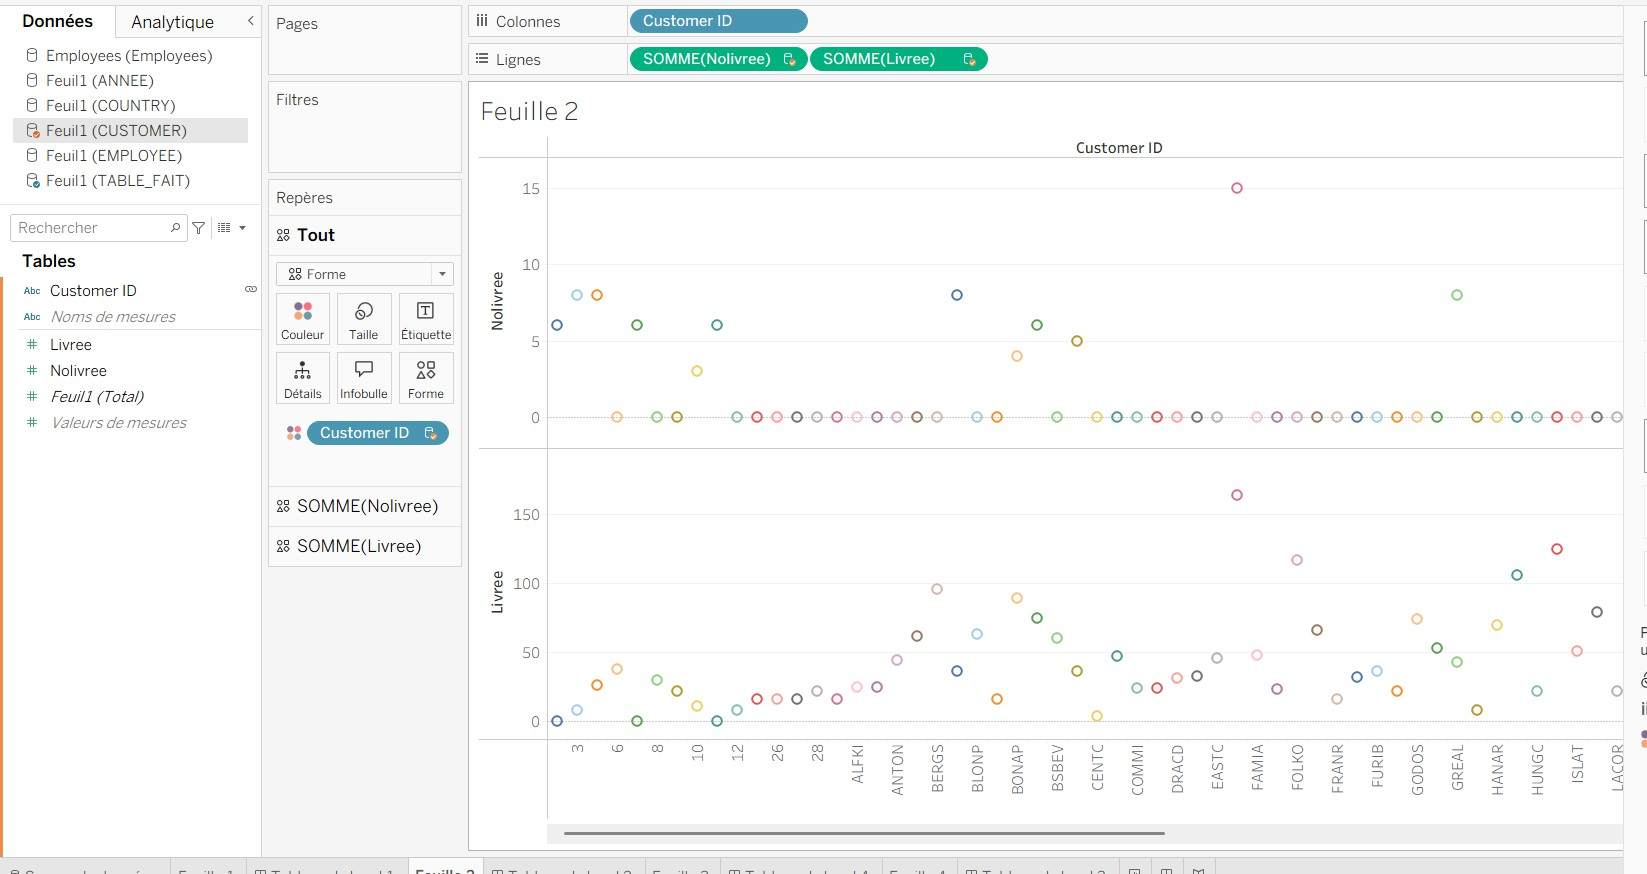 Données
Analytique
Employees (Employees)
Feuil1 (ANNEE)
Feuil1 (COUNTRY)
Feuil1 (CUSTOMER)
Feuil1 (EMPLOYEE)
Feuil1 (TABLE_FAIT)
Rechercher
Tables
Abc Customer ID
Abc Noms de mesures
# Livree
# Nolivree
# Feuil1 (Total)
# Valeurs de mesures
Pages
Filtres
Repères
Tout
Forme
Couleur
Taille
Étiquette
Détails
Infobulle
Forme
Customer ID
SOMME(Nolivree)
SOMME(Livree)
Colonnes
Customer ID
Lignes
SOMME(Nolivree)
SOMME(Livree)
Feuille 2
Customer ID
Nolivree
15
10
5
0
Livree
150
100
50
0
3
6
8
10
12
26
28
ALFKI
ANTON
BERGS
BLONP
BONAP
BSBEV
CENTC
COMMI
DRACD
EASTC
FAMIA
FOLKO
FRANR
FURIB
GODOS
GREAL
HANAR
HUNGC
ISLAT
LACOR
Feuille 2